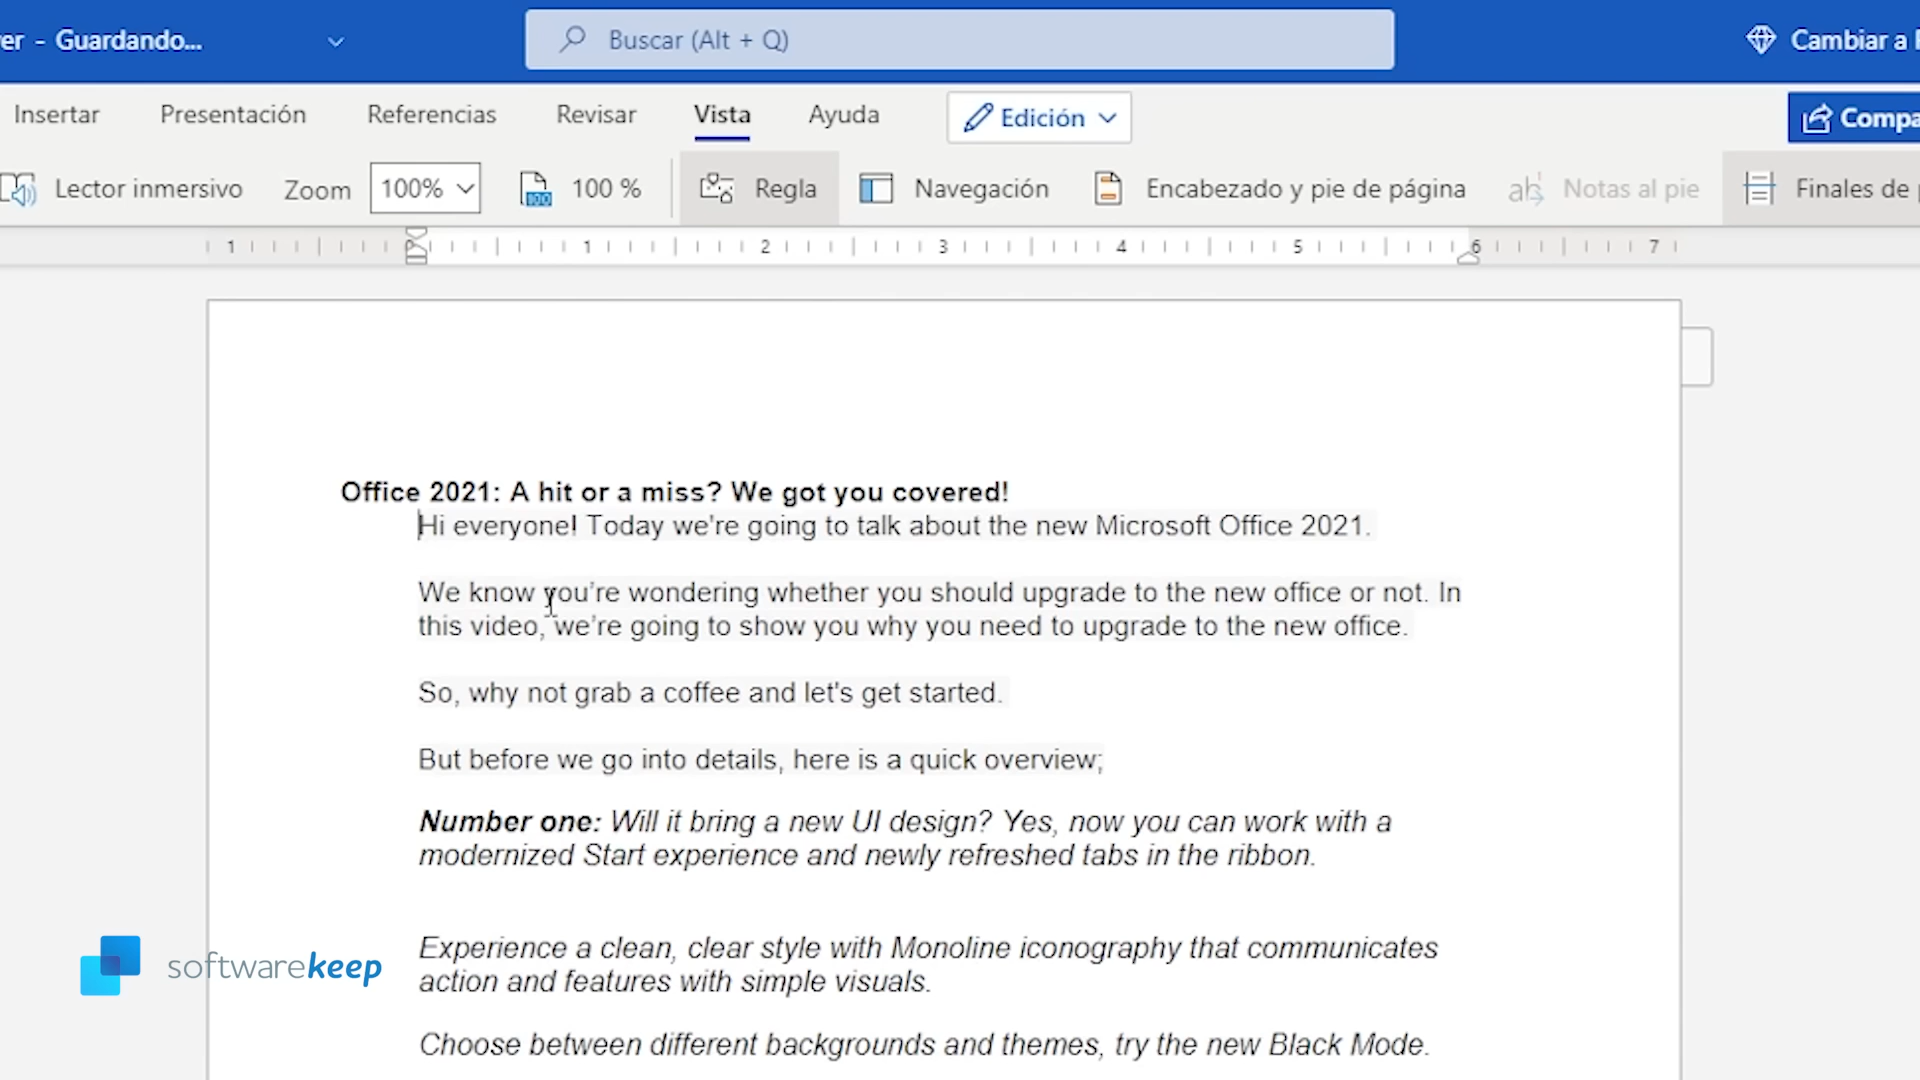 er - Guardando...
Buscar (Alt + Q)
Cambiar a
Insertar Presentación Referencias Revisar Vista Ayuda Edición Compa
Lector inmersivo Zoom 100% 100 % Regla Navegación Encabezado y pie de página ab Notas al pie Finales de
1 1 2 3 4 5 6 7
Office 2021: A hit or a miss? We got you covered!
Hi everyone! Today we're going to talk about the new Microsoft Office 2021.
We know you're wondering whether you should upgrade to the new office or not. In
this video, we're going to show you why you need to upgrade to the new office.
So, why not grab a coffee and let's get started.
But before we go into details, here is a quick overview;
Number one: Will it bring a new UI design? Yes, now you can work with a
modernized Start experience and newly refreshed tabs in the ribbon.
Experience a clean, clear style with Monoline iconography that communicates
action and features with simple visuals.
Choose between different backgrounds and themes, try the new Black Mode.
softwarekeep